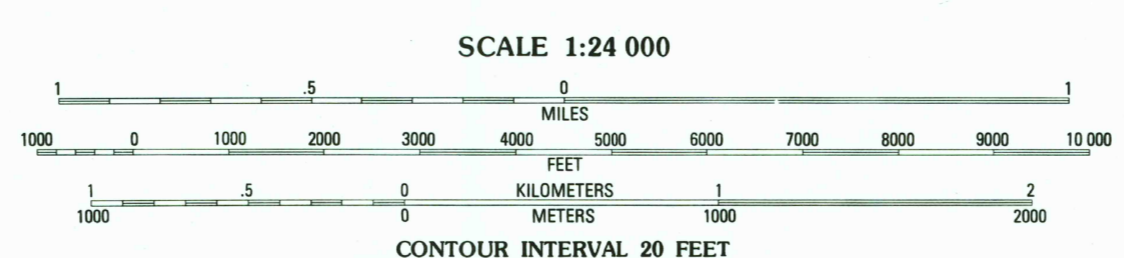 SCALE 1:24 000
1 .5 0 1
MILES
1000 0 1000 2000 3000 4000 5000 6000 7000 8000 9000 10 000
FEET
1 .5 0 KILOMETERS 1 2
1000 0 METERS 1000 2000
CONTOUR INTERVAL 20 FEET